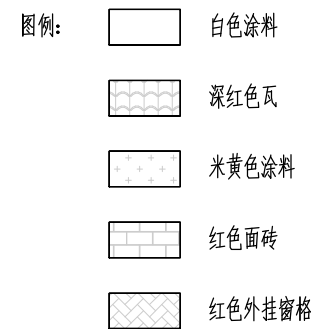 图例：
白色涂料
深红色瓦
米黄色涂料
红色面砖
红色外挂窗格